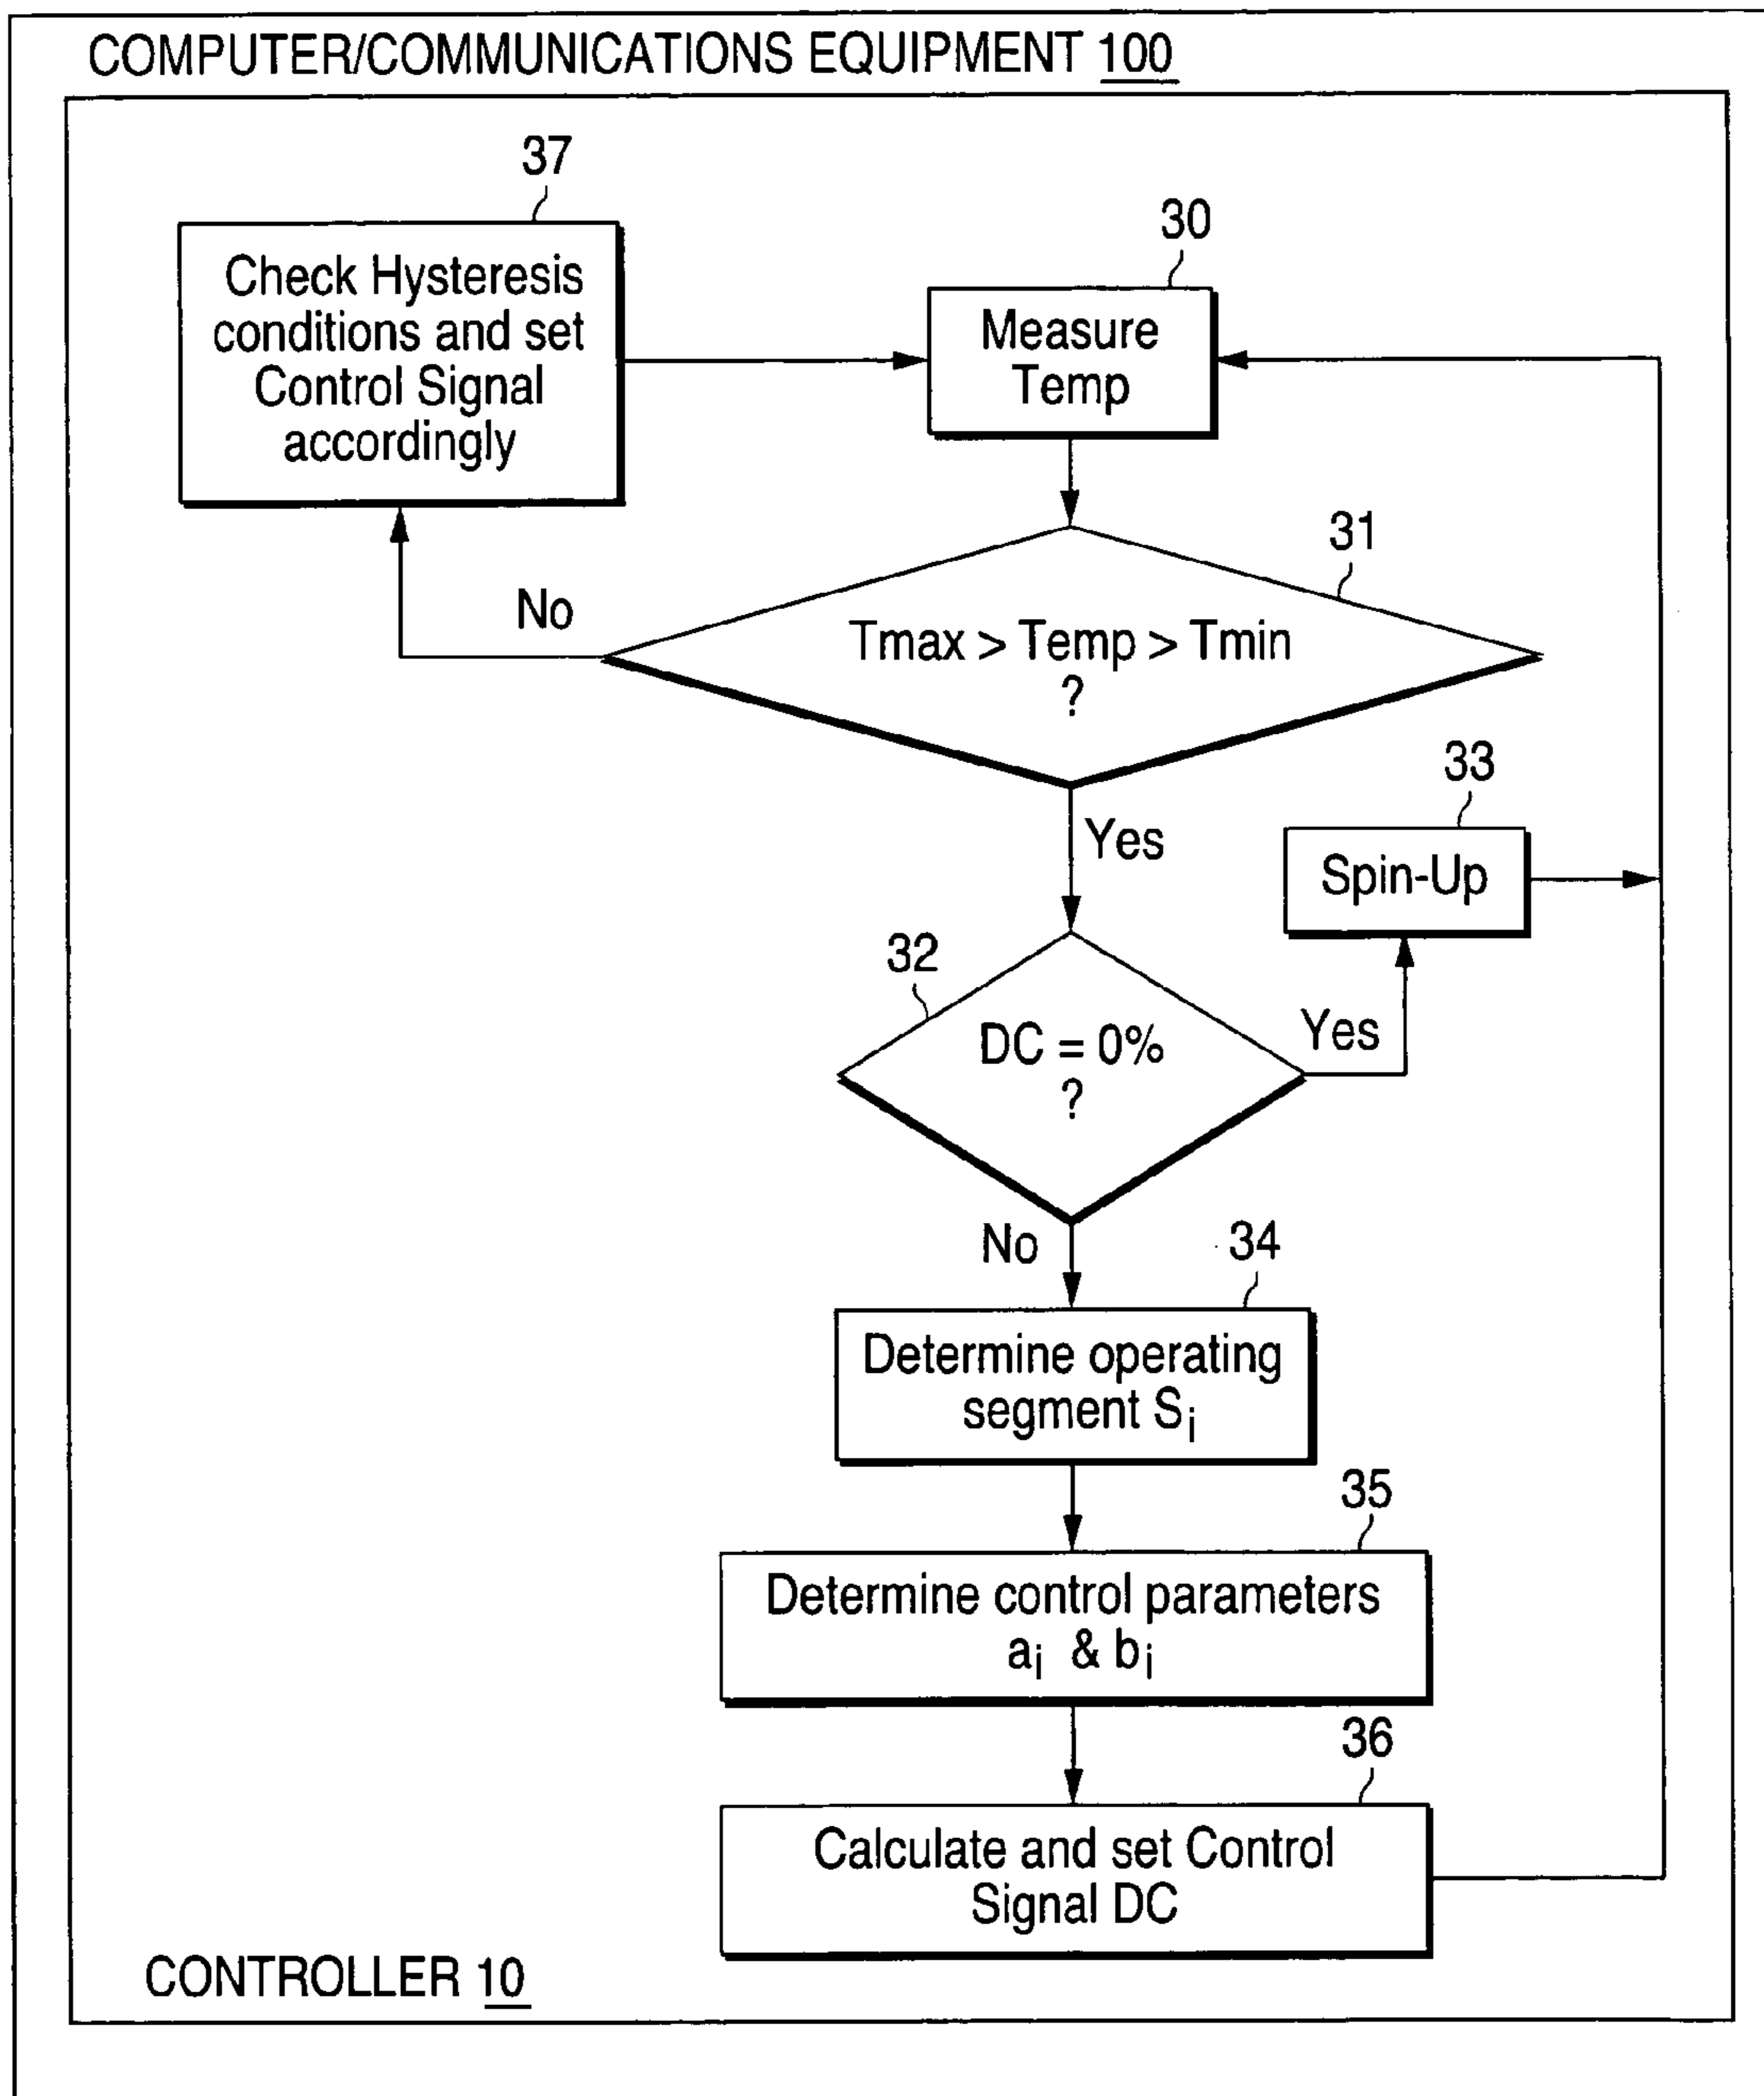 COMPUTER/COMMUNICATIONS EQUIPMENT 100
37
Check Hysteresis
conditions and set
Control Signal
accordingly
30
Measure
Temp
31
No
Tmax > Temp > Tmin
?
Yes
33
Spin-Up
32
DC = 0%
?
Yes
No
34
Determine operating
segment Si
35
Determine control parameters
ai & bi
36
Calculate and set Control
Signal DC
CONTROLLER 10